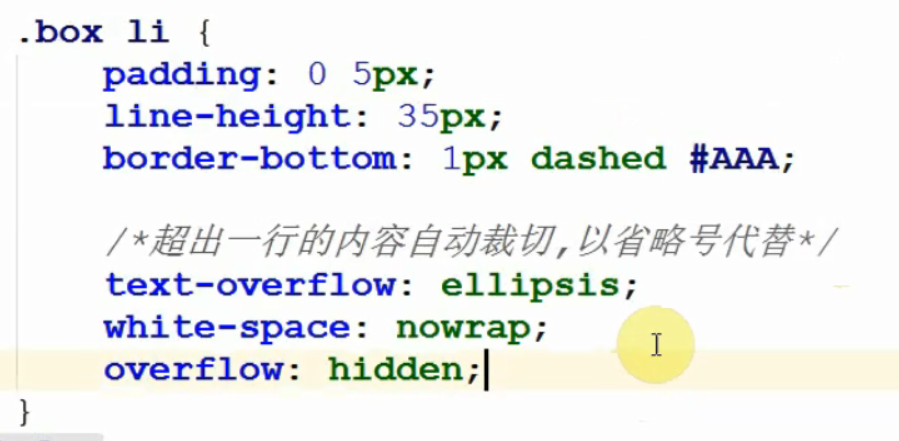 .box li {
padding: 0 5px;
line-height: 35px;
border-bottom: 1px dashed #AAA;
/*超出一行的内容自动裁切,以省略号代替*/
text-overflow: ellipsis;
white-space: nowrap;
overflow: hidden;
}